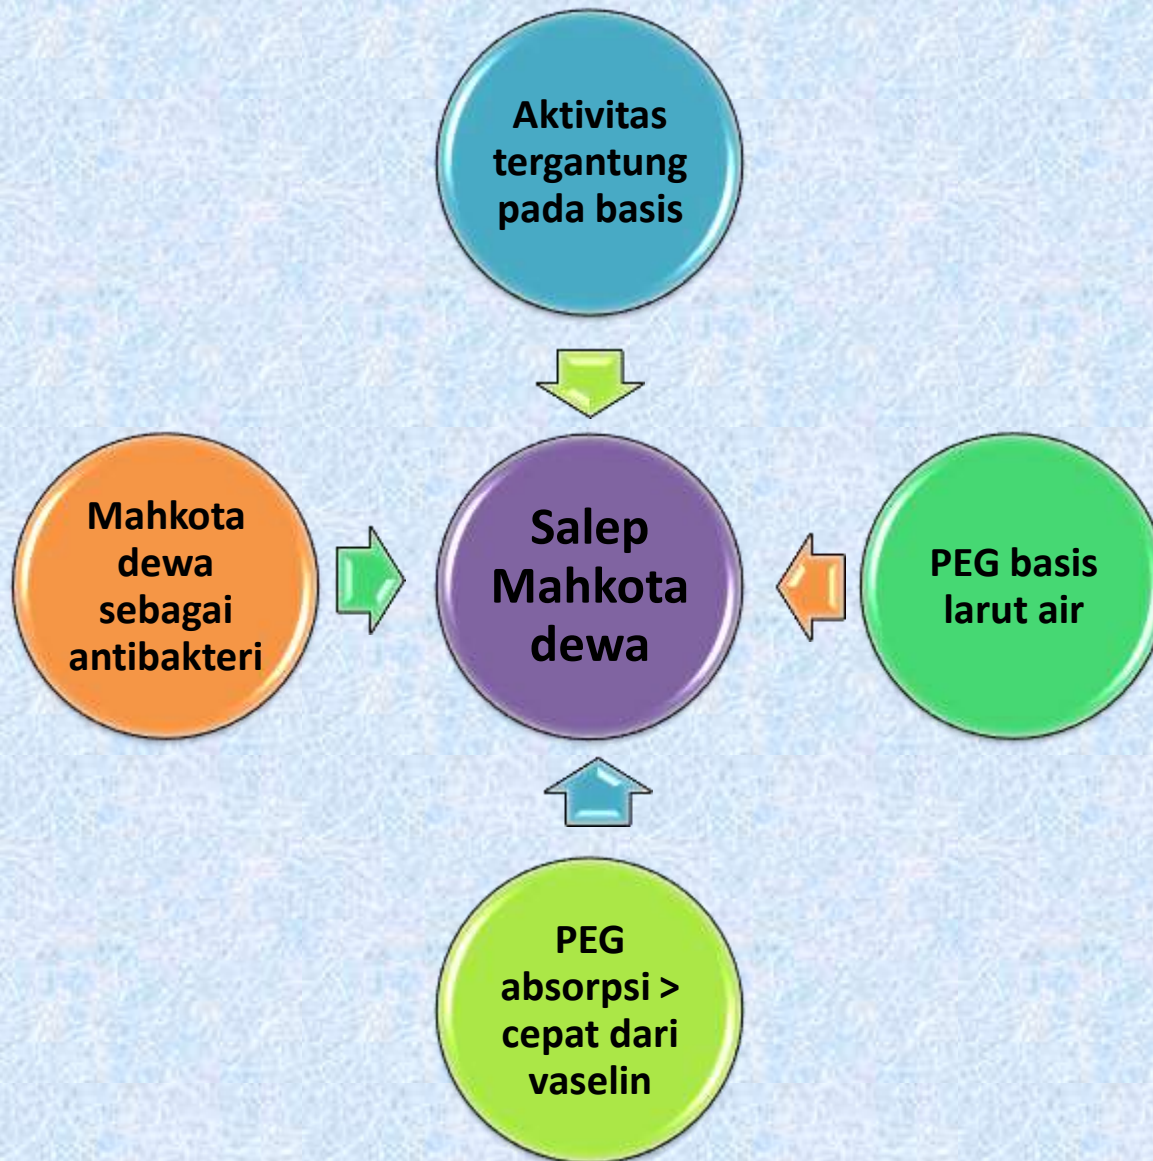 Aktivitas
tergantung
pada basis
Mahkota
dewa
sebagai
antibakteri
Salep
Mahkota
dewa
PEG basis
larut air
PEG
absorpsi >
cepat dari
vaselin